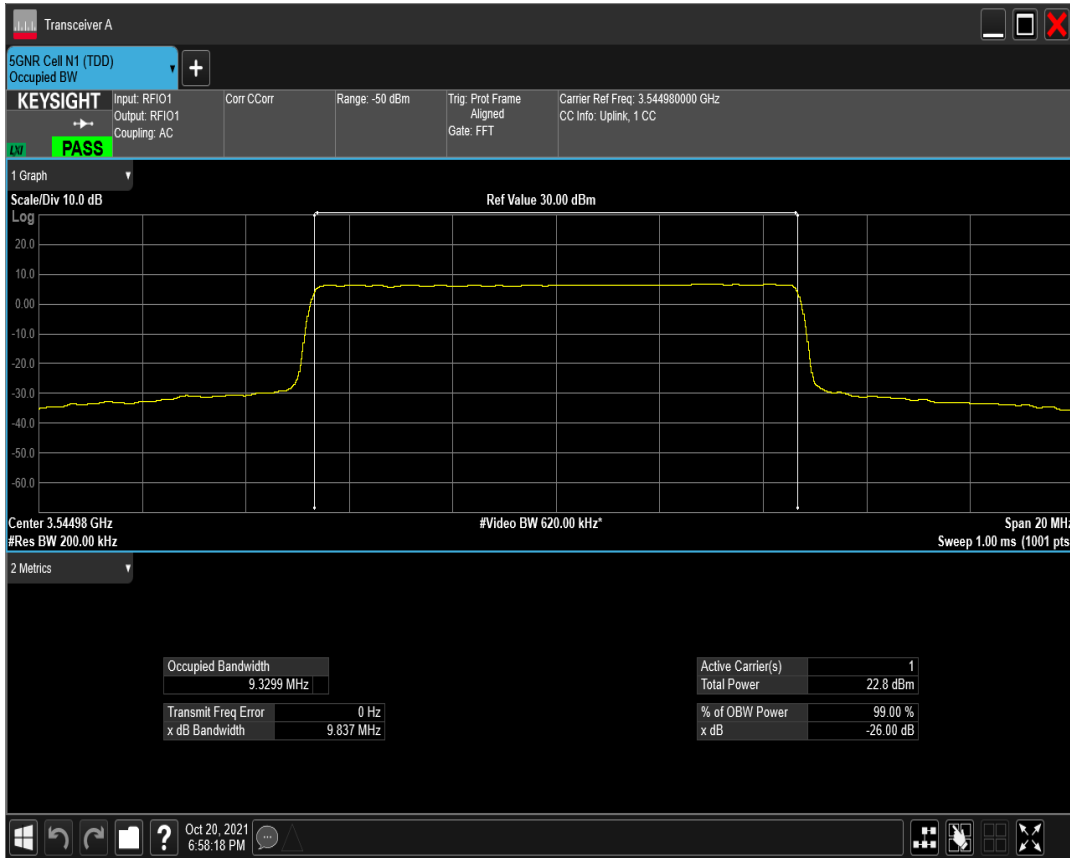 Transceiver A
5GNR Cell N1 (TDD)
Occupied BW
+
KEYSIGHT
LXI
PASS
Input: RFIO1
Output: RFIO1
Coupling: AC
Corr CCorr
Range: -50 dBm
Trig: Prot Frame
Aligned
Gate: FFT
Carrier Ref Freq: 3.544980000 GHz
CC Info: Uplink, 1 CC
1 Graph
Scale/Div 10.0 dB
Ref Value 30.00 dBm
Log
20.0
10.0
0.00
-10.0
-20.0
-30.0
-40.0
-50.0
-60.0
Center 3.54498 GHz
#Video BW 620.00 kHz*
Span 20 MHz
#Res BW 200.00 kHz
Sweep 1.00 ms (1001 pts
2 Metrics
Occupied Bandwidth
9.3299 MHz
Transmit Freq Error 0 Hz
x dB Bandwidth 9.837 MHz
Active Carrier(s) 1
Total Power 22.8 dBm
% of OBW Power 99.00 %
x dB -26.00 dB
?
Oct 20, 2021
6:58:18 PM